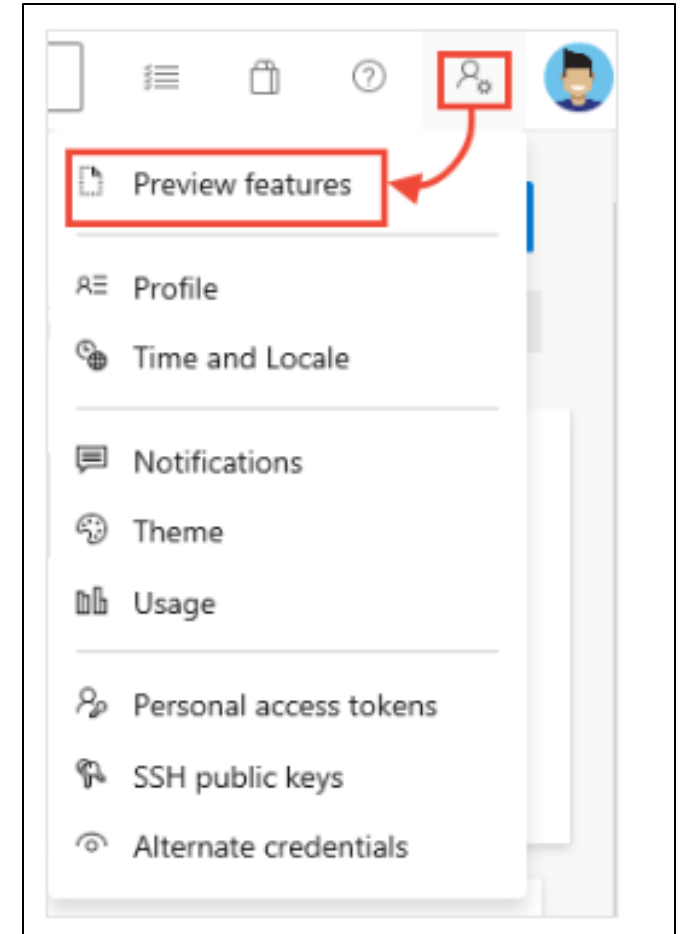 Preview features
Profile
Time and Locale
Notifications
Theme
Usage
Personal access tokens
SSH public keys
Alternate credentials